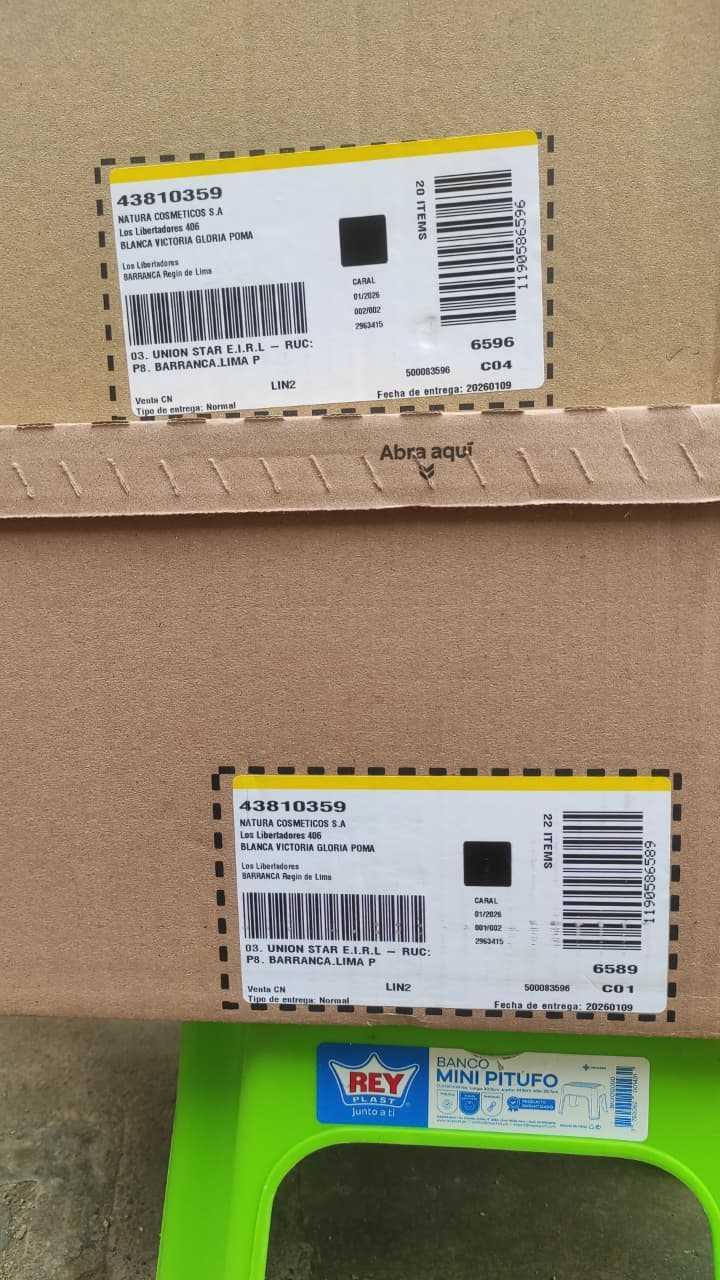 43810359
NATURA COSMETICOS S.A
Los Libertadores 406
BLANCA VICTORIA GLORIA POMA
Los Libertadores
BARRANCA Regin de Lima
CARAL
01/2026
002/002
2963415
20 ITEMS
1190586596
03. UNION STAR E.I.R.L – RUC:
P8. BARRANCA.LIMA P
6596
LIN2
500083596
C04
Venta CN
Tipo de entrega: Normal
Fecha de entrega: 20260109
Abra aquí
43810359
NATURA COSMETICOS S.A
Los Libertadores 406
BLANCA VICTORIA GLORIA POMA
Los Libertadores
BARRANCA Regin de Lima
CARAL
01/2026
001/002
2963415
22 ITEMS
1190586589
03. UNION STAR E.I.R.L – RUC:
P8. BARRANCA.LIMA P
6589
Venta CN
LIN2
500083596
C01
Tipo de entrega: Normal
Fecha de entrega: 20260109
REY
PLAST
Junto a ti
BANCO
MINI PITUFO
PRODUCTO